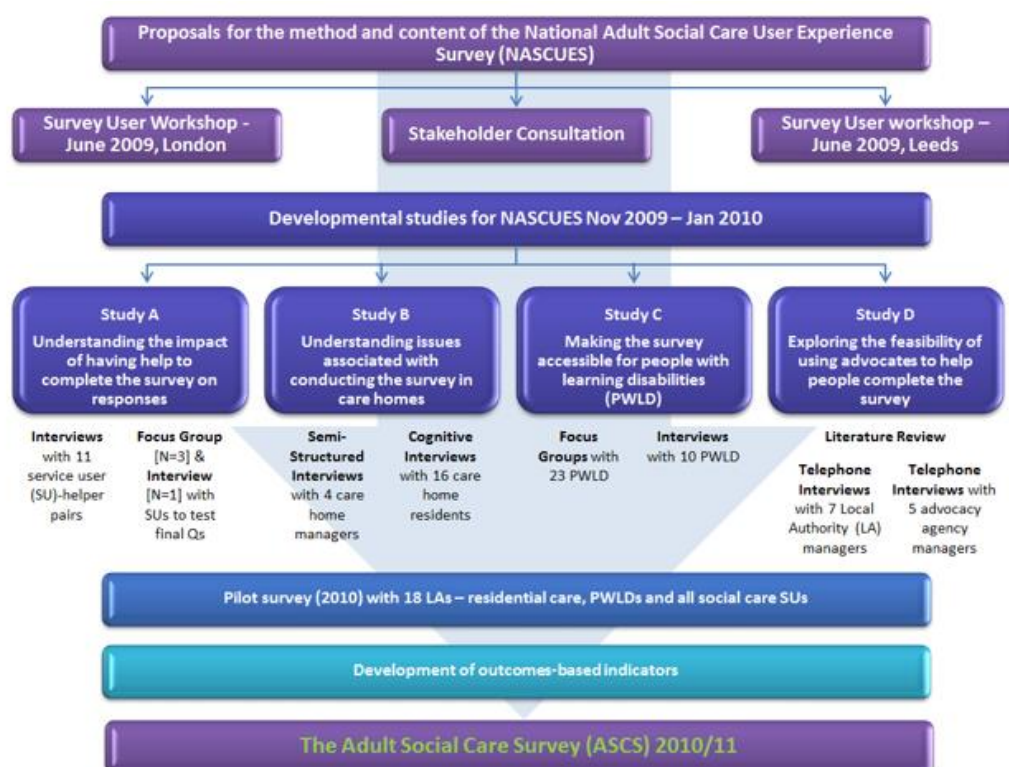 Proposals for the method and content of the National Adult Social Care User Experience
Survey (NASCUES)
Survey User Workshop -
June 2009, London
Stakeholder Consultation
Survey User workshop –
June 2009, Leeds
Developmental studies for NASCUES Nov 2009 – Jan 2010
Study A
Understanding the impact
of having help to
complete the survey on
responses
Study B
Understanding issues
associated with
conducting the survey in
care homes
Study C
Making the survey
accessible for people with
learning disabilities
(PWLD)
Study D
Exploring the feasibility of
using advocates to help
people complete the
survey
Interviews
with 11
service user
(SU)-helper
pairs
Focus Group
[N=3] &
Interview
[N=1] with
SUs to test
final Qs
Semi-
Structured
Interviews
with 4 care
home
managers
Cognitive
Interviews
with 16 care
home
residents
Focus
Groups with
23 PWLD
Interviews
with 10 PWLD
Literature Review
Telephone
Interviews
with 7 Local
Authority (LA)
managers
Telephone
Interviews with
5 advocacy
agency
managers
Pilot survey (2010) with 18 LAs – residential care, PWLDs and all social care SUs
Development of outcomes-based indicators
The Adult Social Care Survey (ASCS) 2010/11